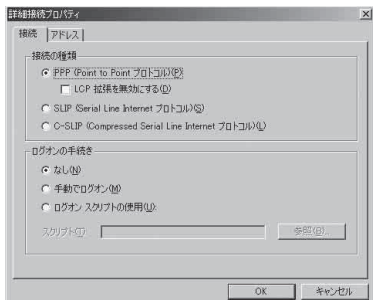 詳細接続プロパティ
接続 アドレス
接続の種類
PPP (Point to Point プロトコル)(P)
LCP 拡張を無効にする(D)
SLIP (Serial Line Internet プロトコル)(S)
C-SLIP (Compressed Serial Line Internet プロトコル)(L)
ログオンの手続き
なし(N)
手動でログオン(M)
ログオン スクリプトの使用(U):
スクリプト(T):
参照(B)...
OK キャンセル